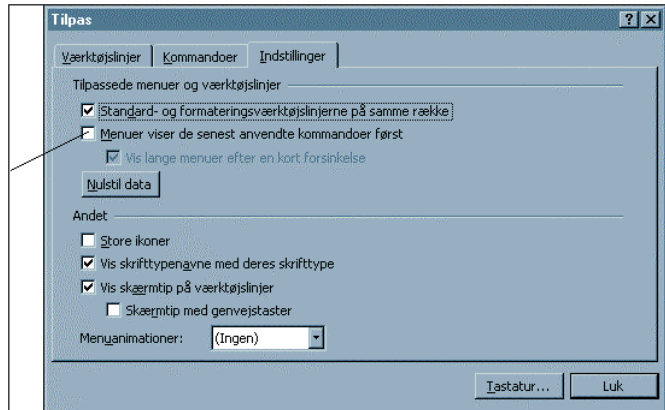 Tilpas
Værktøjslinjer Kommandoer Indstillinger
Tilpassede menuer og værktøjslinjer
Standard- og formateringsværktøjslinjerne på samme række
Menuer viser de senest anvendte kommandoer først
Vis lange menuer efter en kort forsinkelse
Nulstil data
Andet
Store ikoner
Vis skrifttypenavne med deres skrifttype
Vis skærmtip på værktøjslinjer
Skærmtip med genvejstaster
Menuanimationer: (Ingen)
Tastatur... Luk